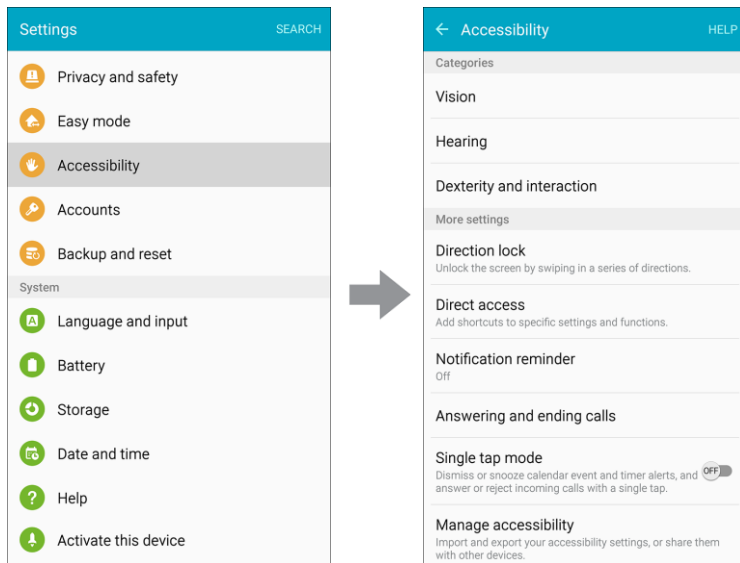 Settings
SEARCH
Privacy and safety
Easy mode
Accessibility
Accounts
Backup and reset
System
A
Language and input
Battery
Storage
Date and time
?
Help
Activate this device
Accessibility
HELP
Categories
Vision
Hearing
Dexterity and interaction
More settings
Direction lock
Unlock the screen by swiping in a series of directions.
Direct access
Add shortcuts to specific settings and functions.
Notification reminder
Off
Answering and ending calls
Single tap mode
Dismiss or snooze calendar event and timer alerts, and
answer or reject incoming calls with a single tap.
OFF
Manage accessibility
Import and export your accessibility settings, or share them
with other devices.